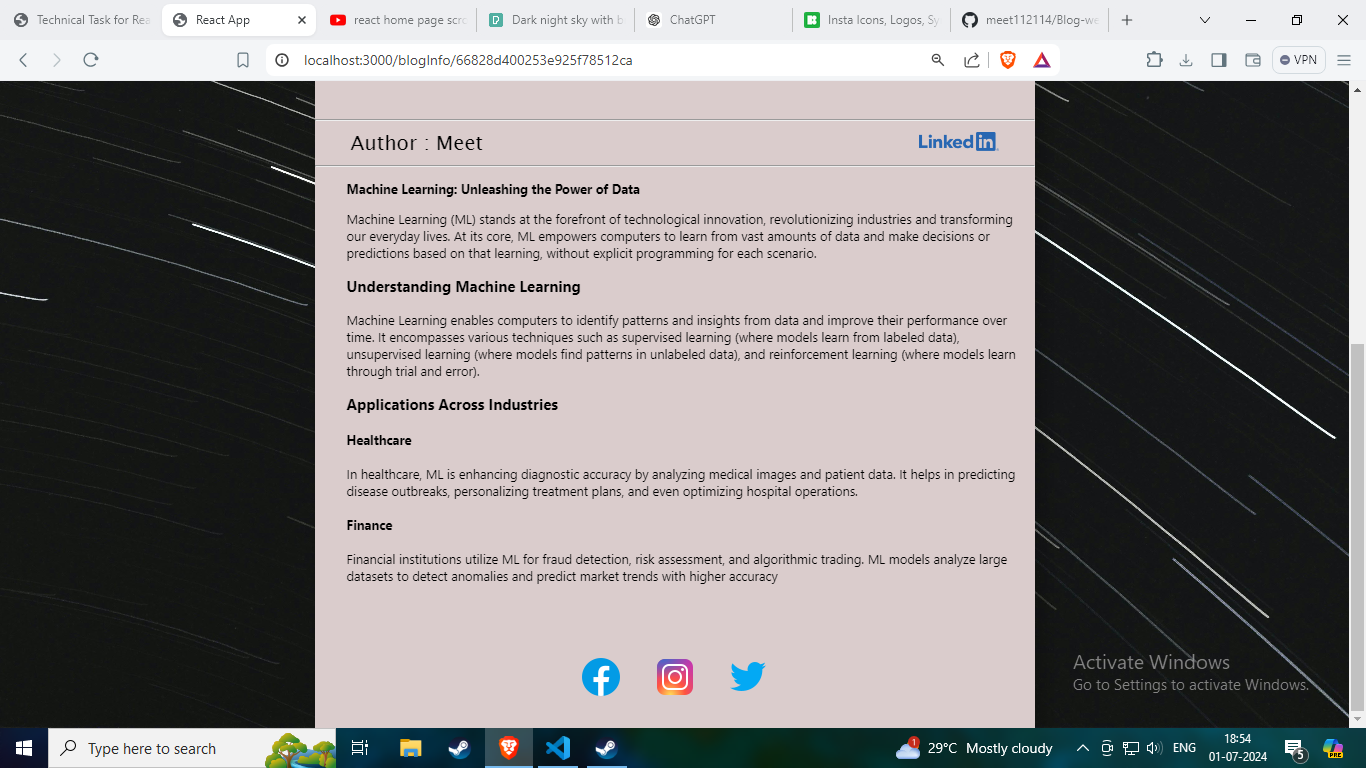 Technical Task for Rea
React App
react home page scro
Dark night sky with b
ChatGPT
Insta Icons, Logos, Sy
meet112114/Blog-we
localhost:3000/blogInfo/66828d400253e925f78512ca
VPN
Author : Meet
Linked in
Machine Learning: Unleashing the Power of Data
Machine Learning (ML) stands at the forefront of technological innovation, revolutionizing industries and transforming
our everyday lives. At its core, ML empowers computers to learn from vast amounts of data and make decisions or
predictions based on that learning, without explicit programming for each scenario.
Understanding Machine Learning
Machine Learning enables computers to identify patterns and insights from data and improve their performance over
time. It encompasses various techniques such as supervised learning (where models learn from labeled data),
unsupervised learning (where models find patterns in unlabeled data), and reinforcement learning (where models learn
through trial and error).
Applications Across Industries
Healthcare
In healthcare, ML is enhancing diagnostic accuracy by analyzing medical images and patient data. It helps in predicting
disease outbreaks, personalizing treatment plans, and even optimizing hospital operations.
Finance
Financial institutions utilize ML for fraud detection, risk assessment, and algorithmic trading. ML models analyze large
datasets to detect anomalies and predict market trends with higher accuracy
Activate Windows
Go to Settings to activate Windows.
Type here to search
1
29°C Mostly cloudy
ENG
18:54
01-07-2024
5
PRE